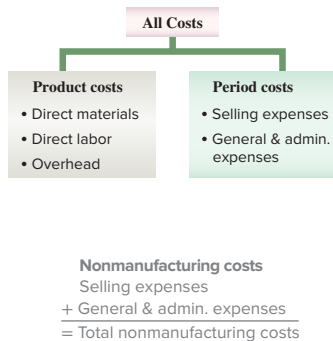 All Costs
Product costs
• Direct materials
• Direct labor
• Overhead
Period costs
• Selling expenses
• General & admin.
expenses
Nonmanufacturing costs
Selling expenses
+ General & admin. expenses
= Total nonmanufacturing costs